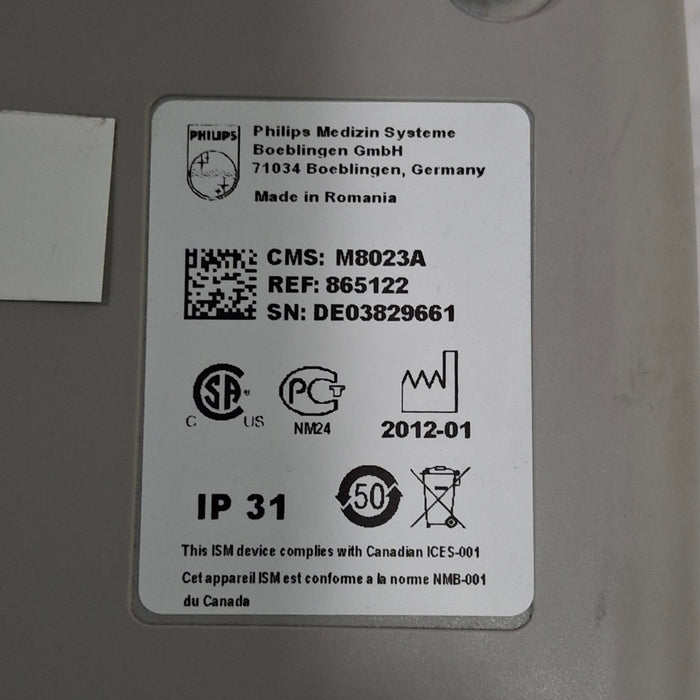 PHILIPS
Philips Medizin Systeme
Boeblingen GmbH
71034 Boeblingen, Germany
Made in Romania
CMS: M8023A
REF: 865122
SN: DE03829661
SA
C US
PCT
NM24
2012-01
IP 31
50
This ISM device complies with Canadian ICES-001
Cet appareil ISM est conforme a la norme NMB-001
du Canada